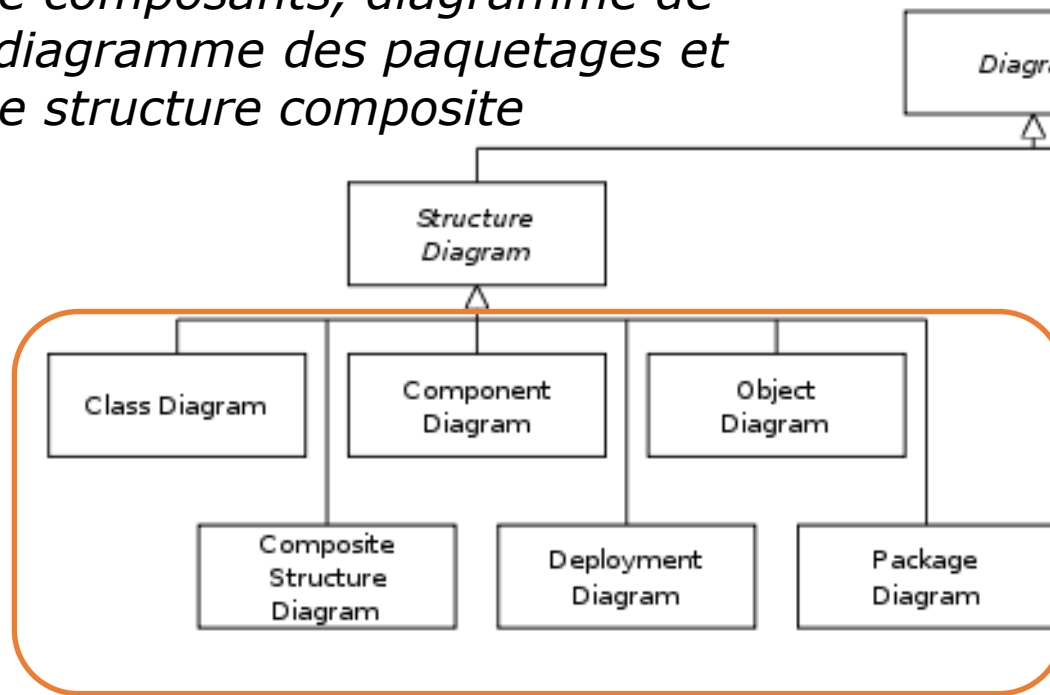 composants, diagramme de
diagramme des paquetages et
structure composite
Structure
Diagram
Class Diagram
Component
Diagram
Object
Diagram
Composite
Structure
Diagram
Deployment
Diagram
Package
Diagram